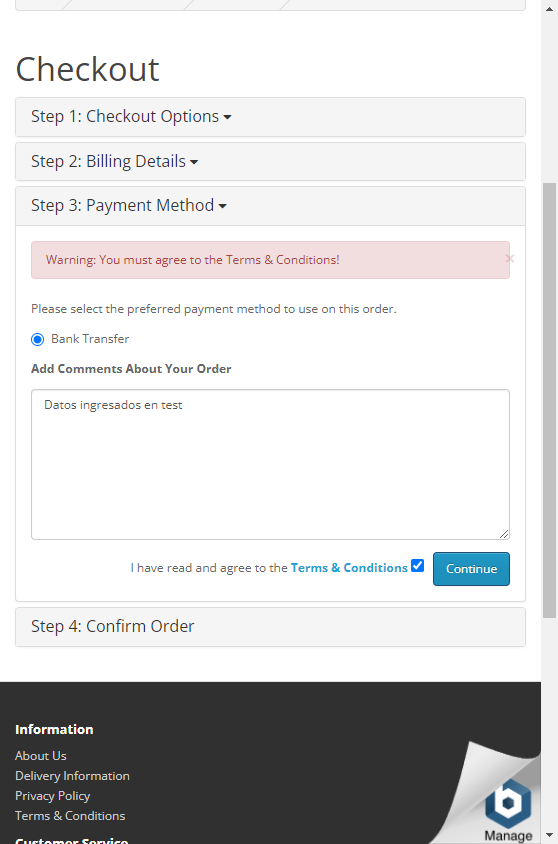 Checkout
Step 1: Checkout Options
Step 2: Billing Details
Step 3: Payment Method
Warning: You must agree to the Terms & Conditions!
Please select the preferred payment method to use on this order.
Bank Transfer
Add Comments About Your Order
Datos ingresados en test
I have read and agree to the Terms & Conditions
Continue
Step 4: Confirm Order
Information
About Us
Delivery Information
Privacy Policy
Terms & Conditions
Customer Service
Manage